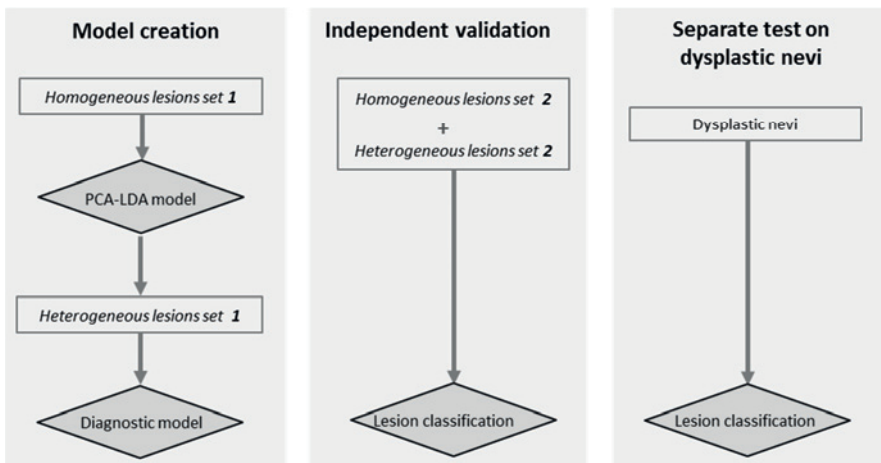 Model creation
Homogeneous lesions set 1
PCA-LDA model
Heterogeneous lesions set 1
Diagnostic model
Independent validation
Homogeneous lesions set 2
+
Heterogeneous lesions set 2
Lesion classification
Separate test on
dysplastic nevi
Dysplastic nevi
Lesion classification